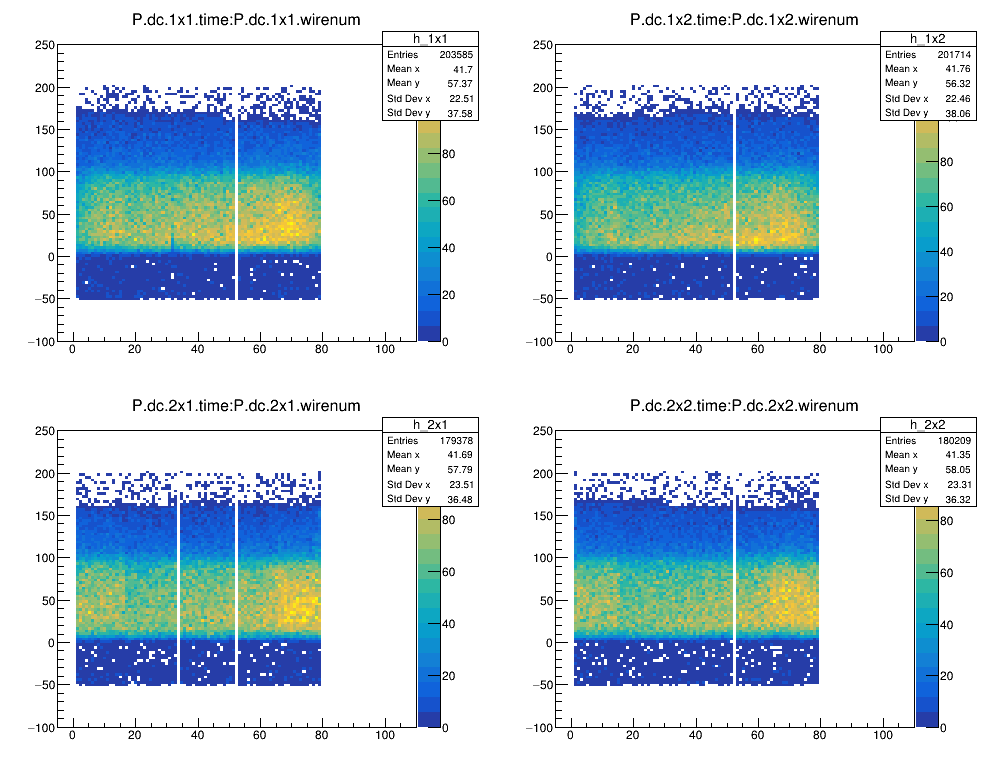 P.dc.1x1.time:P.dc.1x1.wirenum
h_1x1
Entries 203585
Mean x 41.7
Mean y 57.37
Std Dev x 22.51
Std Dev y 37.58
250
200
150
100
50
0
−50
−100
0 20 40 60 80 100
80
60
40
20
0
P.dc.1x2.time:P.dc.1x2.wirenum
h_1x2
Entries 201714
Mean x 41.76
Mean y 56.32
Std Dev x 22.46
Std Dev y 38.06
250
200
150
100
50
0
−50
−100
0 20 40 60 80 100
80
60
40
20
0
P.dc.2x1.time:P.dc.2x1.wirenum
h_2x1
Entries 179378
Mean x 41.69
Mean y 57.79
Std Dev x 23.51
Std Dev y 36.48
250
200
150
100
50
0
−50
−100
0 20 40 60 80 100
80
60
40
20
0
P.dc.2x2.time:P.dc.2x2.wirenum
h_2x2
Entries 180209
Mean x 41.35
Mean y 58.05
Std Dev x 23.31
Std Dev y 36.32
250
200
150
100
50
0
−50
−100
0 20 40 60 80 100
80
60
40
20
0